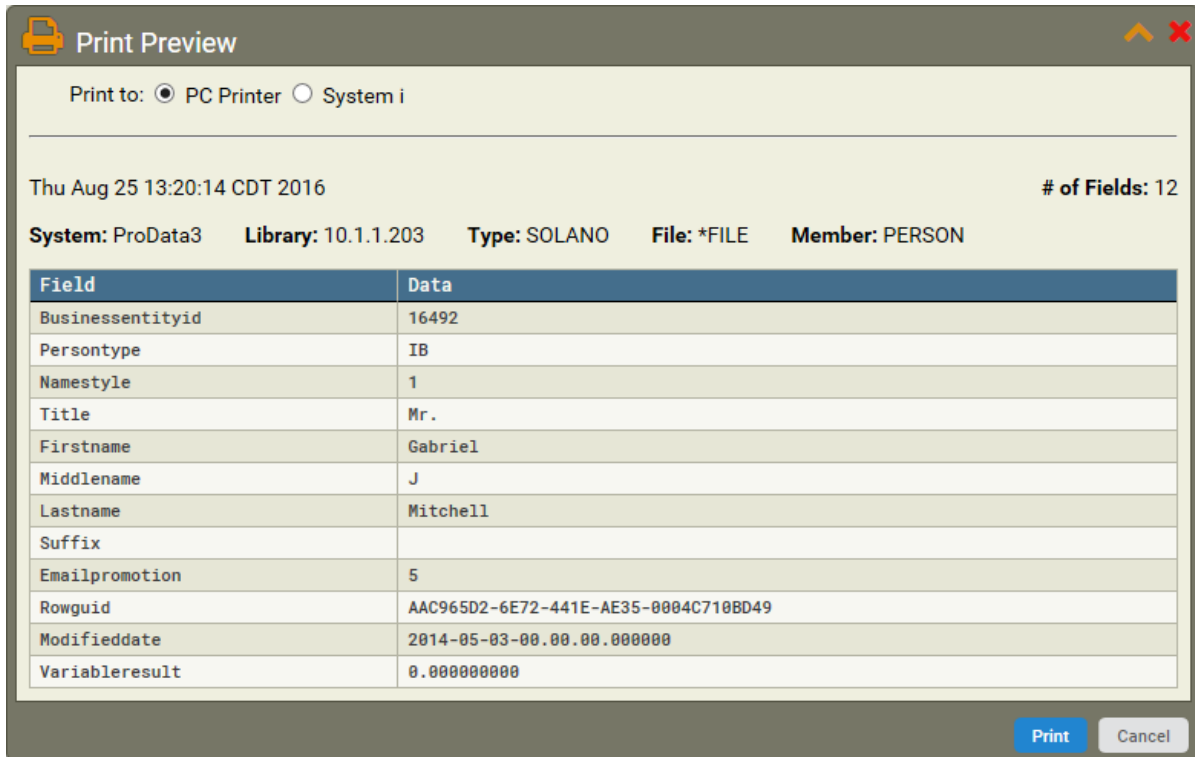 Print Preview
Print to: PC Printer System i
Thu Aug 25 13:20:14 CDT 2016 # of Fields: 12
System: ProData3 Library: 10.1.1.203 Type: SOLANO File: *FILE Member: PERSON
Field Data
Businessentityid 16492
Persontype IB
Namestyle 1
Title Mr.
Firstname Gabriel
Middlename J
Lastname Mitchell
Suffix
Emailpromotion 5
Rowguid AAC965D2-6E72-441E-AE35-0004C710BD49
Modifieddate 2014-05-03-00.00.00.000000
Variableresult 0.000000000
Print Cancel